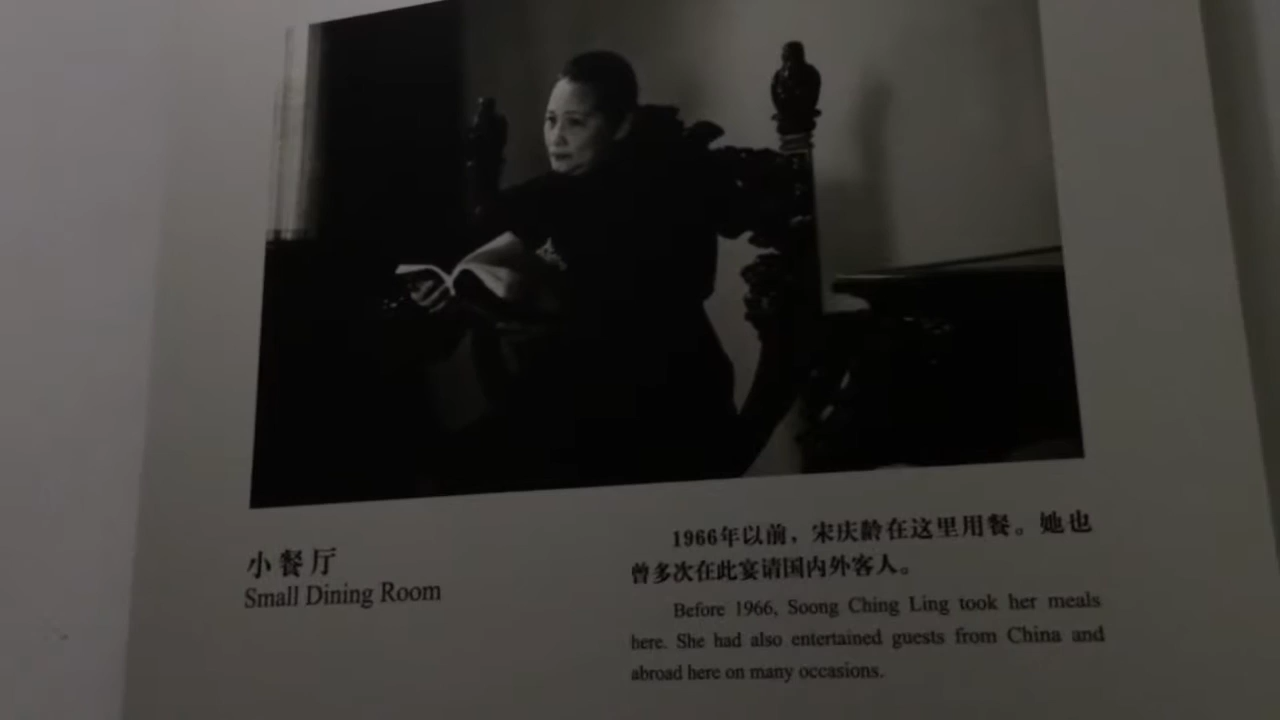 小餐厅
Small Dining Room
1966年以前，宋庆龄在这里用餐。她也
曾多次在此宴请国内外客人。
Before 1966, Soong Ching Ling took her meals
here. She had also entertained guests from China and
abroad here on many occasions.